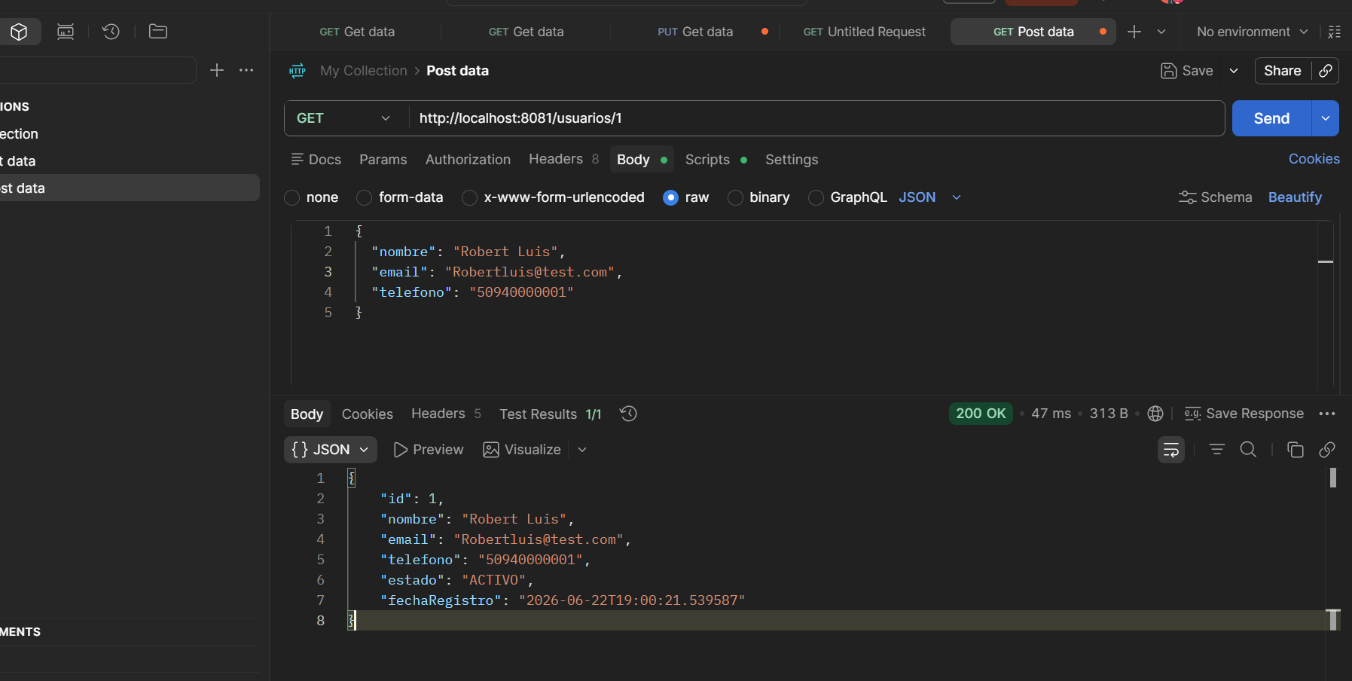 GET Get data GET Get data PUT Get data GET Untitled Request GET Post data No environment
HTTP My Collection > Post data Save Share
IONS
ection
t data
st data
MENTS
GET http://localhost:8081/usuarios/1 Send
Docs Params Authorization Headers 8 Body Scripts Settings Cookies
none form-data x-www-form-urlencoded raw binary GraphQL JSON Schema Beautify
1 {
2 "nombre": "Robert Luis",
3 "email": "Robertluis@test.com",
4 "telefono": "50940000001"
5 }
Body Cookies Headers 5 Test Results 1/1 200 OK • 47 ms • 313 B • e.g. Save Response
{} JSON Preview Visualize
1 {
2 "id": 1,
3 "nombre": "Robert Luis",
4 "email": "Robertluis@test.com",
5 "telefono": "50940000001",
6 "estado": "ACTIVO",
7 "fechaRegistro": "2026-06-22T19:00:21.539587"
8 }